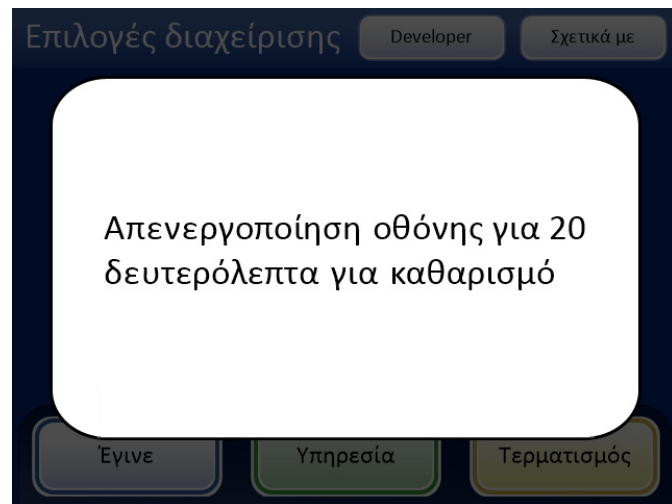 Επιλογές διαχείρισης Developer Σχετικά με
Απενεργοποίηση οθόνης για 20
δευτερόλεπτα για καθαρισμό
Έγινε Υπηρεσία Τερματισμός